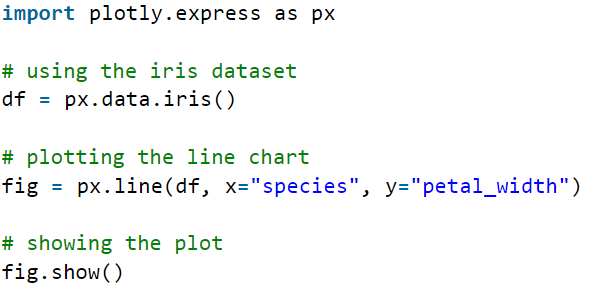 import plotly.express as px
# using the iris dataset
df = px.data.iris()
# plotting the line chart
fig = px.line(df, x="species", y="petal_width")
# showing the plot
fig.show()